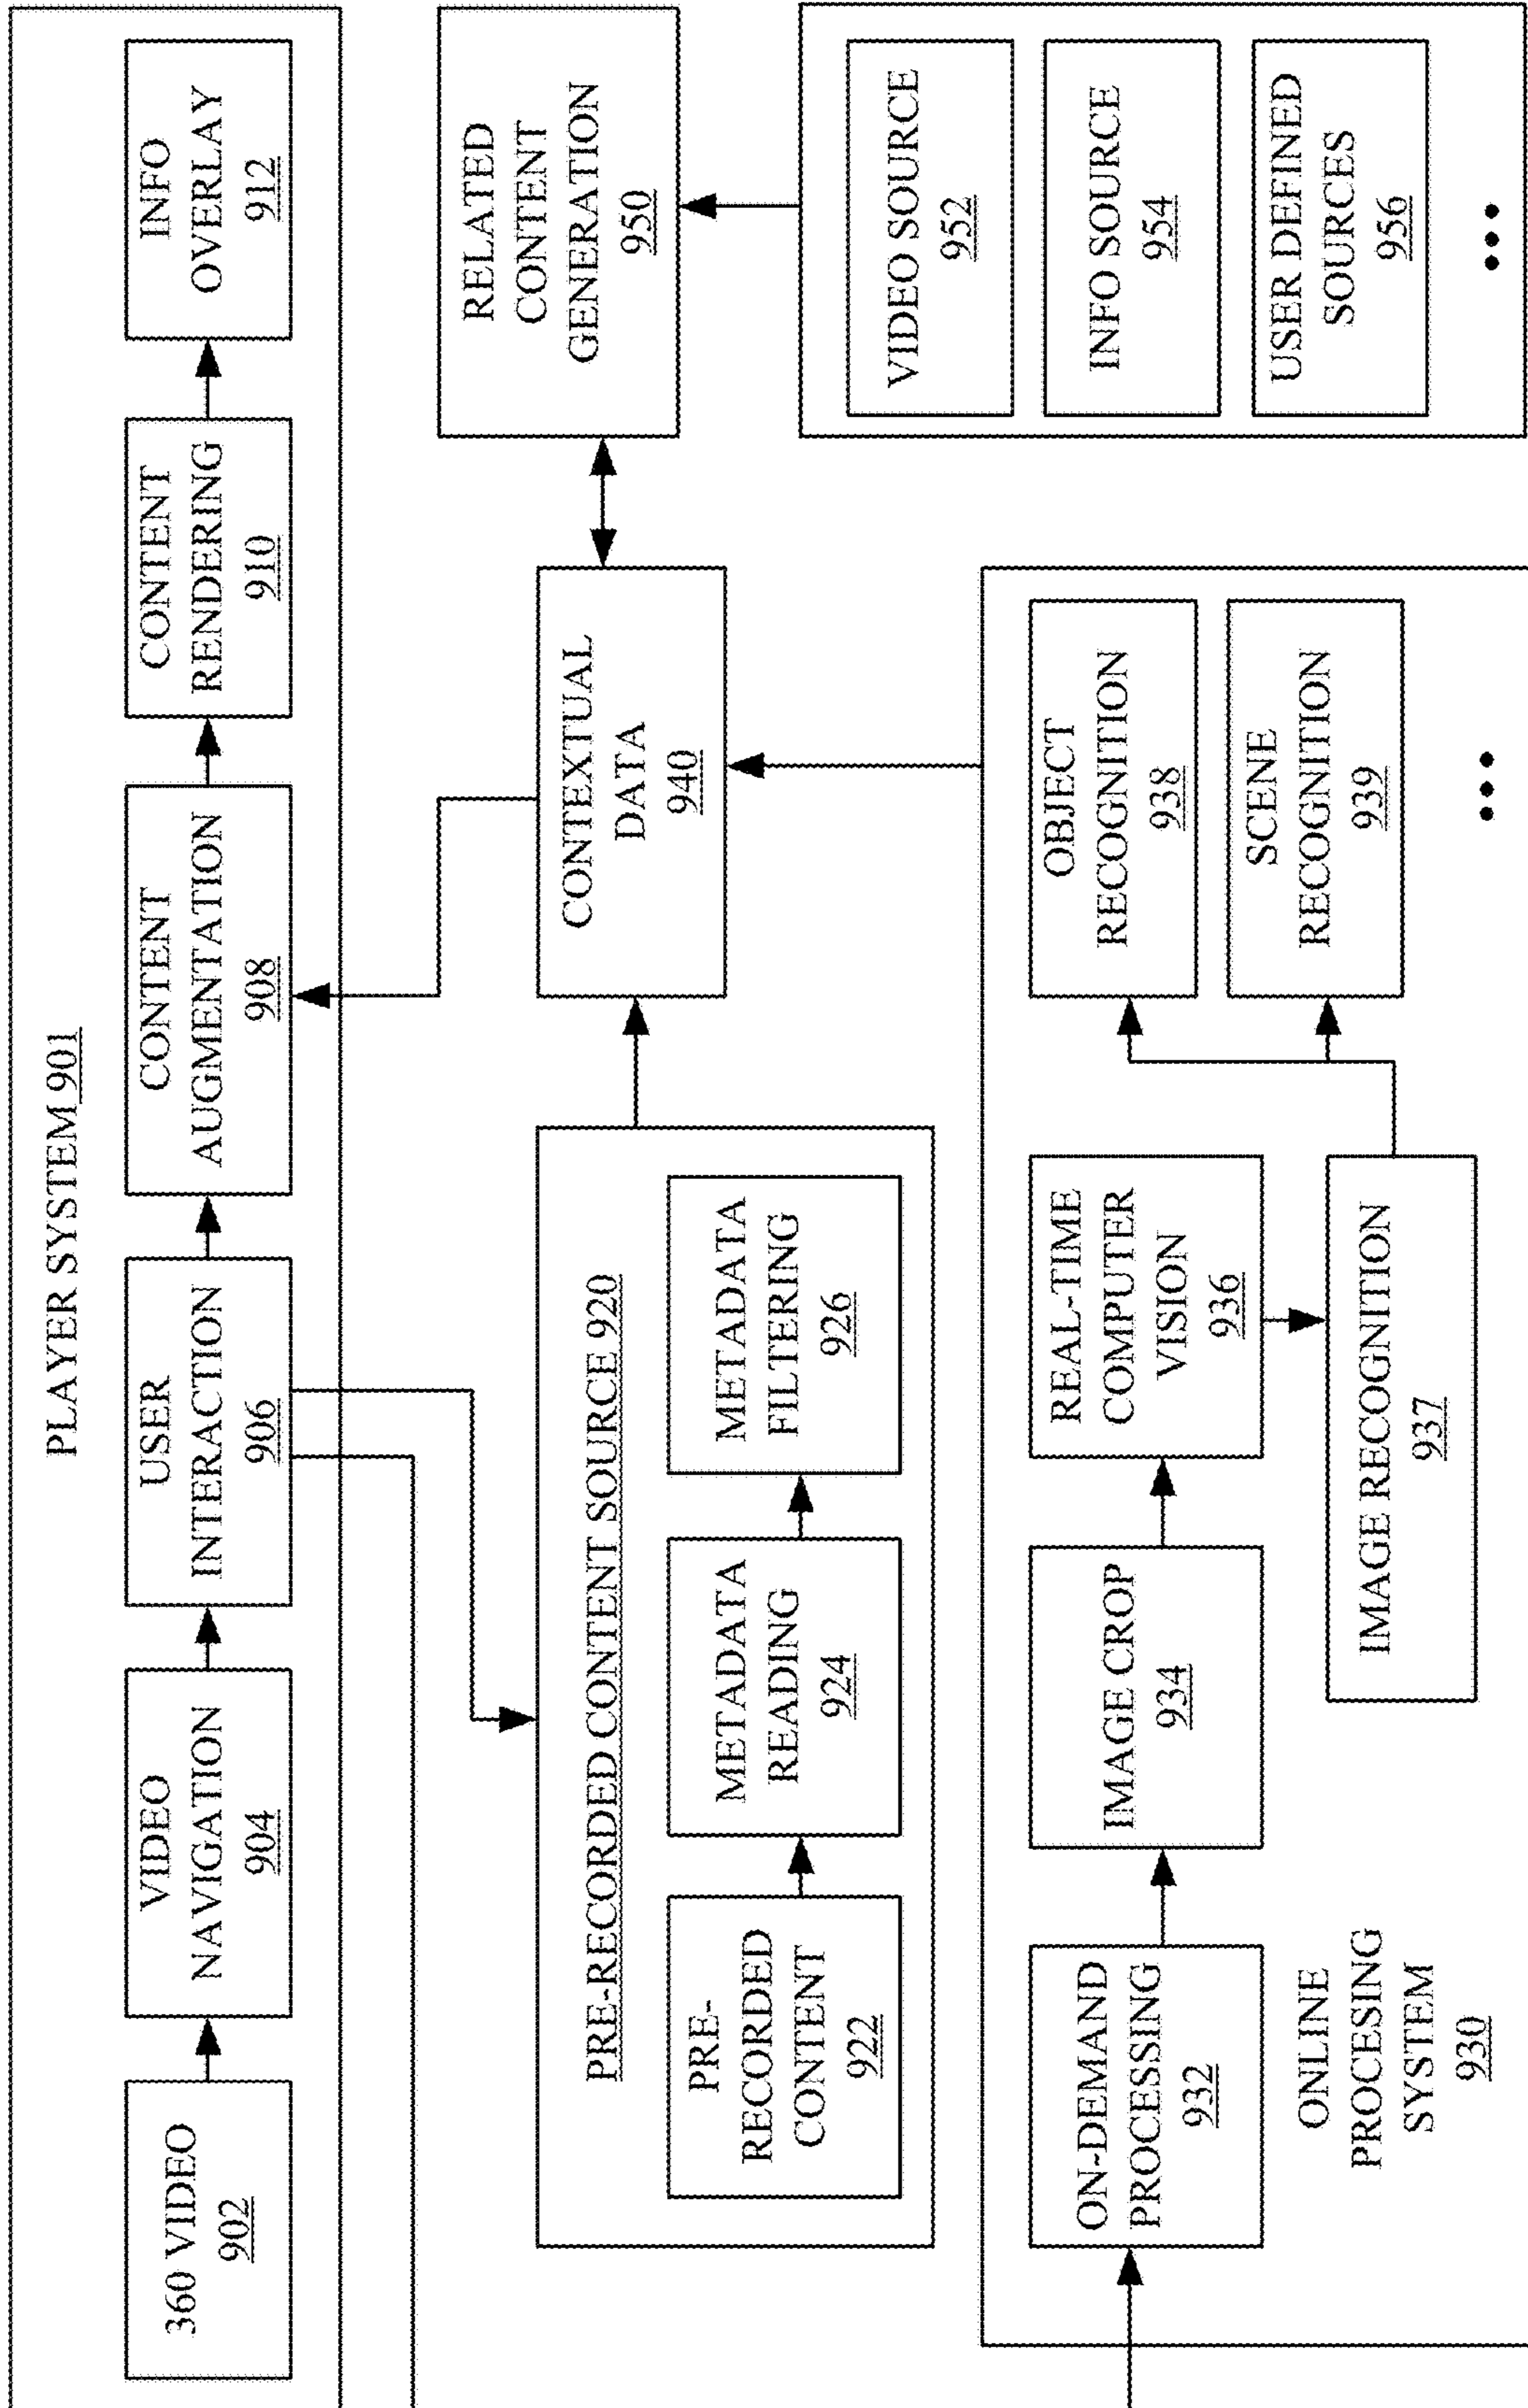 PLAYER SYSTEM 901
360 VIDEO
902
VIDEO
NAVIGATION
904
USER
INTERACTION
906
CONTENT
AUGMENTATION
908
CONTENT
RENDERING
910
INFO
OVERLAY
912
PRE-RECORDED CONTENT SOURCE 920
PRE-
RECORDED
CONTENT
922
METADATA
READING
924
METADATA
FILTERING
926
CONTEXTUAL
DATA
940
RELATED
CONTENT
GENERATION
950
ON-DEMAND
PROCESSING
932
IMAGE CROP
934
REAL-TIME
COMPUTER
VISION
936
IMAGE RECOGNITION
937
OBJECT
RECOGNITION
938
SCENE
RECOGNITION
939
•••
ONLINE
PROCESING
SYSTEM
930
VIDEO SOURCE
952
INFO SOURCE
954
USER DEFINED
SOURCES
956
•••